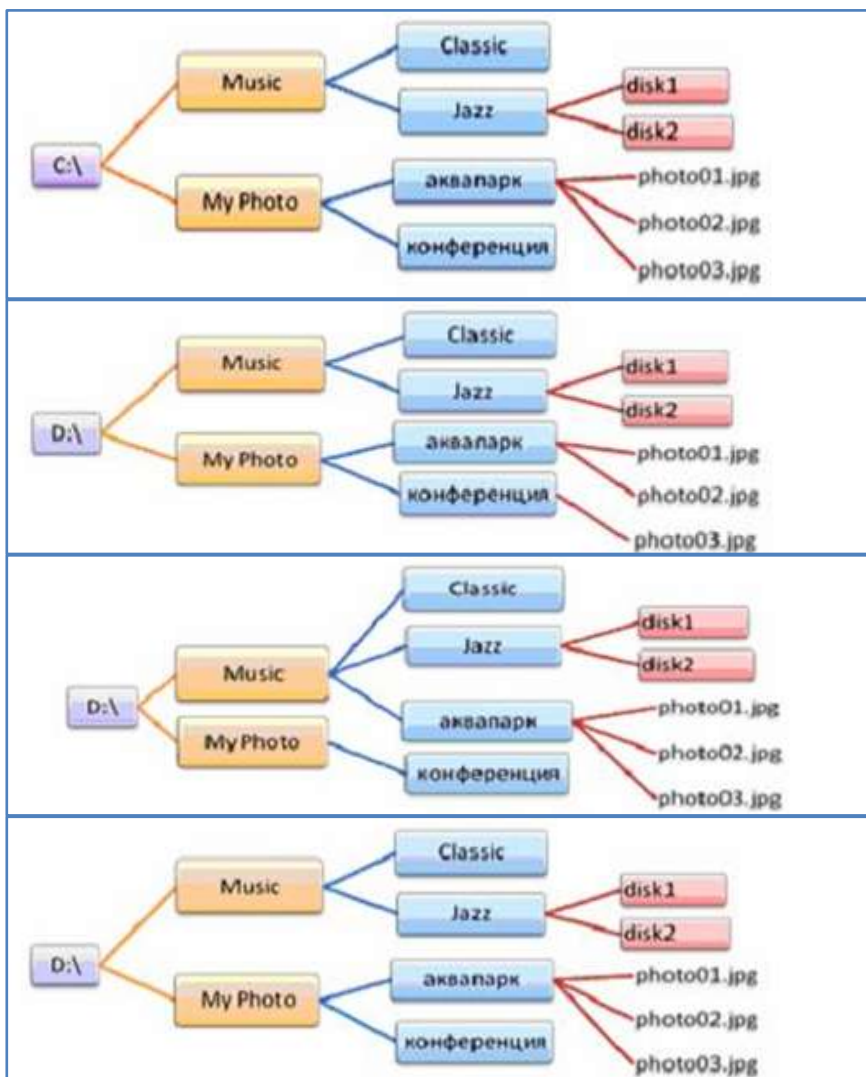 Classic
Music
disk1
Jazz
disk2
C:\
аквапарк
photo01.jpg
My Photo
photo02.jpg
конференция
photo03.jpg
Classic
Music
disk1
Jazz
disk2
D:\
аквапарк
photo01.jpg
My Photo
photo02.jpg
конференция
photo03.jpg
Classic
disk1
Jazz
disk2
Music
D:\
аквапарк
photo01.jpg
My Photo
photo02.jpg
конференция
photo03.jpg
Classic
Music
disk1
Jazz
disk2
D:\
аквапарк
photo01.jpg
My Photo
photo02.jpg
конференция
photo03.jpg